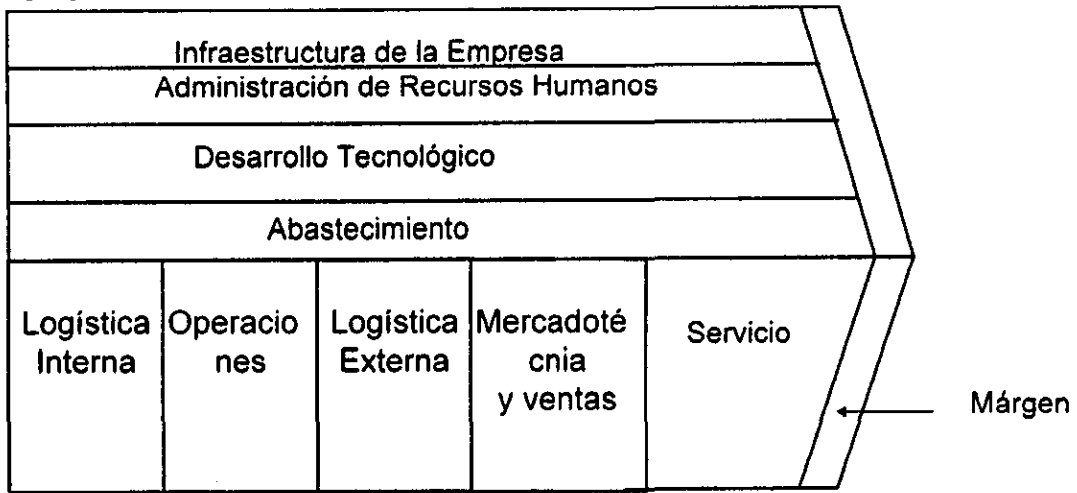 Infraestructura de la Empresa
Administración de Recursos Humanos
Desarrollo Tecnológico
Abastecimiento
Logística
Interna
Operacio
nes
Logística
Externa
Mercadoté
cnia
y ventas
Servicio
Márgen